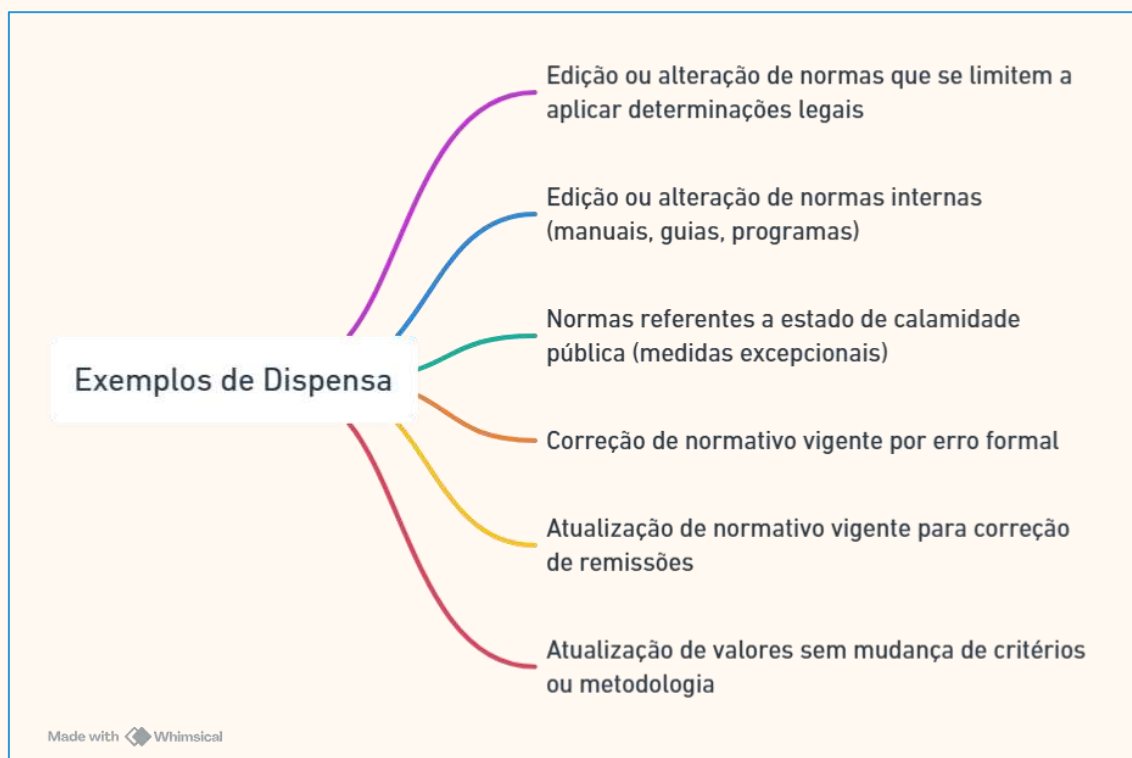 Edição ou alteração de normas que se limitem a
aplicar determinações legais
Edição ou alteração de normas internas
(manuais, guias, programas)
Normas referentes a estado de calamidade
pública (medidas excepcionais)
Exemplos de Dispensa
Correção de normativo vigente por erro formal
Atualização de normativo vigente para correção
de remissões
Atualização de valores sem mudança de critérios
ou metodologia
Made with Whimsical